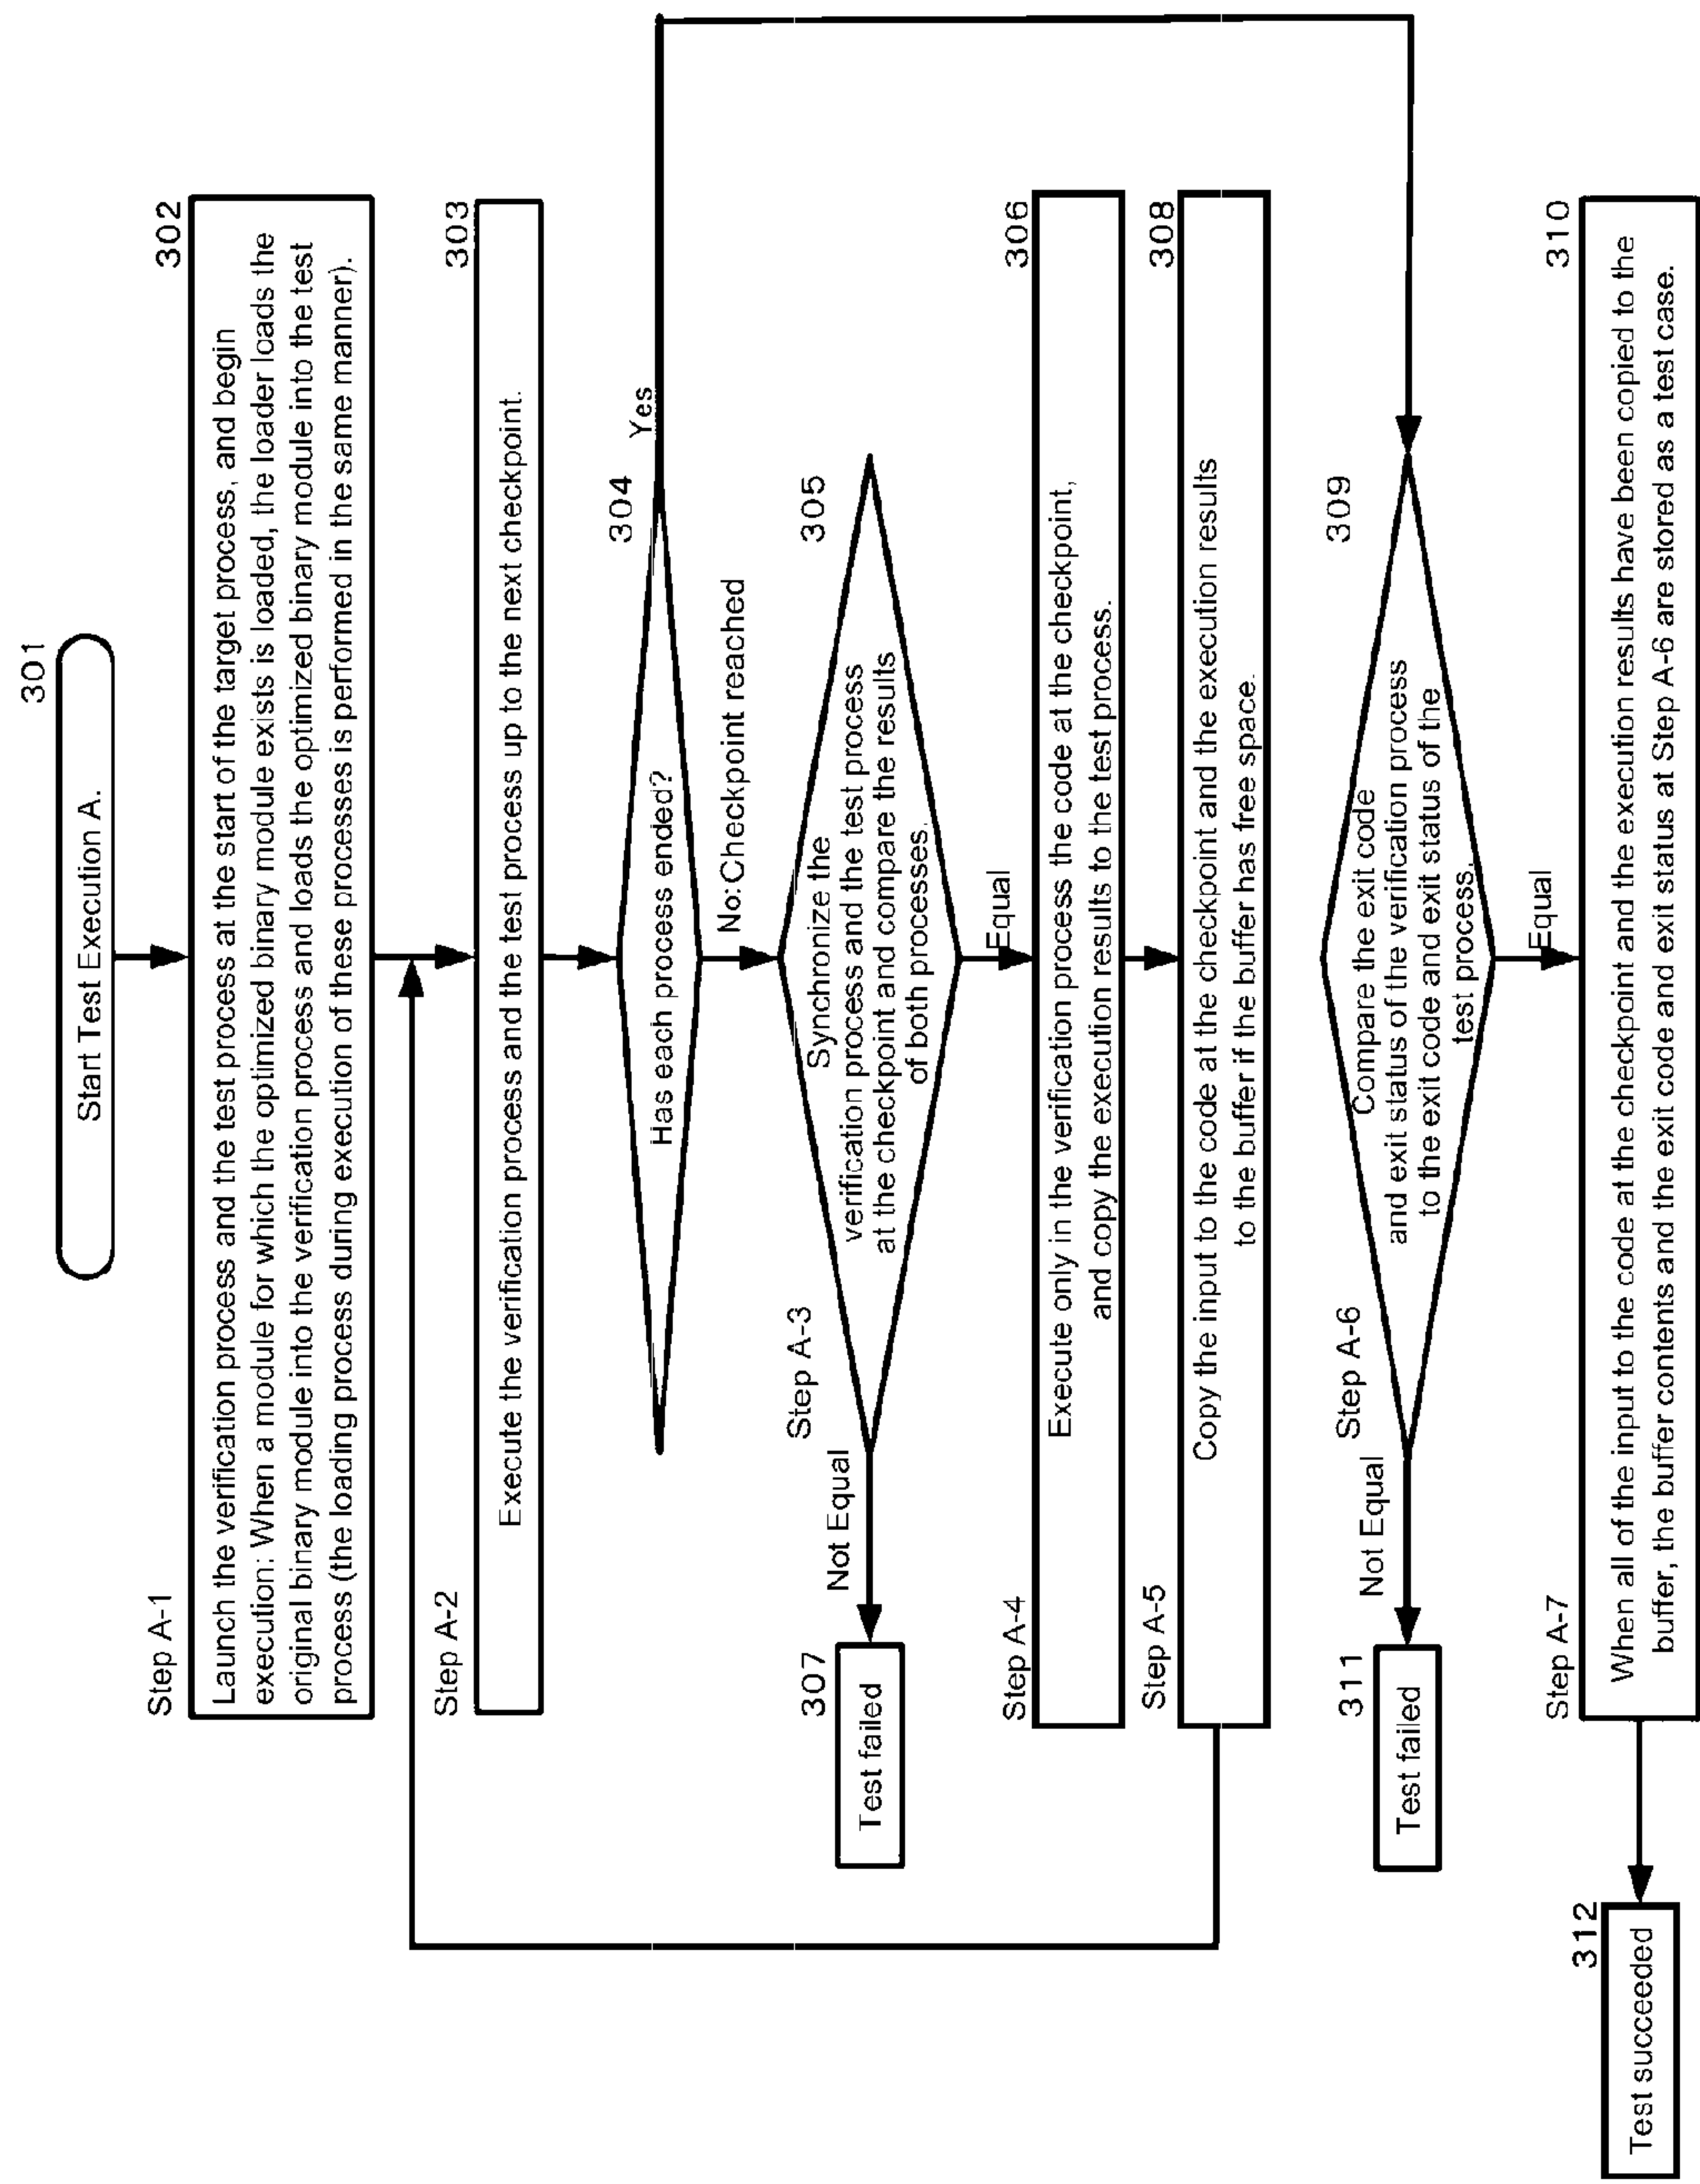 301
Start Test Execution A.
Step A-1
302
Launch the verification process and the test process at the start of the target process, and begin
execution: When a module for which the optimized binary module exists is loaded, the loader loads the
original binary module into the verification process and loads the optimized binary module into the test
process (the loading process during execution of these processes is performed in the same manner).
Step A-2
303
Execute the verification process and the test process up to the next checkpoint.
304
Has each process ended?
Yes
No:Checkpoint reached
Step A-3
305
Synchronize the
verification process and the test process
at the checkpoint and compare the results
of both processes.
Not Equal
307
Test failed
Equal
Step A-4
306
Execute only in the verification process the code at the checkpoint,
and copy the execution results to the test process.
Step A-5
308
Copy the input to the code at the checkpoint and the execution results
to the buffer if the buffer has free space.
Step A-6
309
Compare the exit code
and exit status of the verification process
to the exit code and exit status of the
test process.
Not Equal
311
Test failed
Equal
Step A-7
310
When all of the input to the code at the checkpoint and the execution results have been copied to the
buffer, the buffer contents and the exit code and exit status at Step A-6 are stored as a test case.
312
Test succeeded